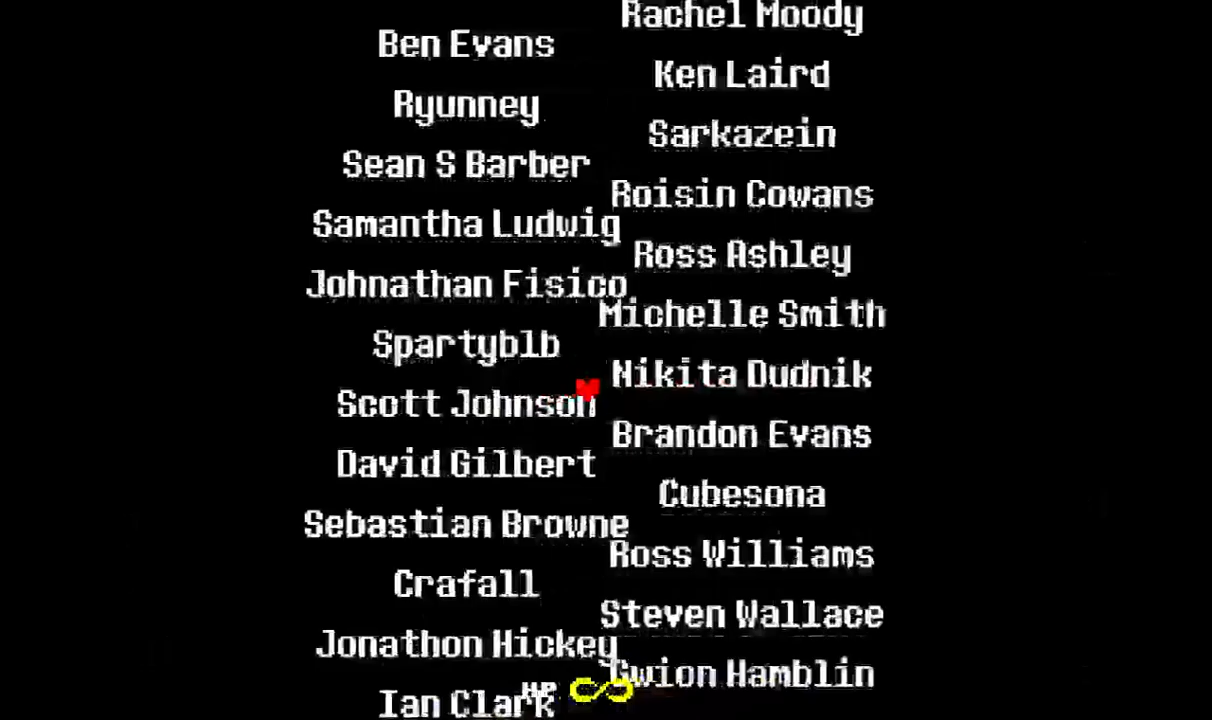 Rachel Moody
Ben Evans
Ken Laird
Ryunney
Sarkazein
Sean S Barber
Roisin Cowans
Samantha Ludwig
Ross Ashley
Johnathan Fisico
Michelle Smith
Spartyblb
Nikita Dudnik
Scott Johnson
Brandon Evans
David Gilbert
Cubesona
Sebastian Browne
Ross Williams
Crafall
Steven Wallace
Jonathon Hickey
Gwion Hamblin
Ian Clark
HP ∞